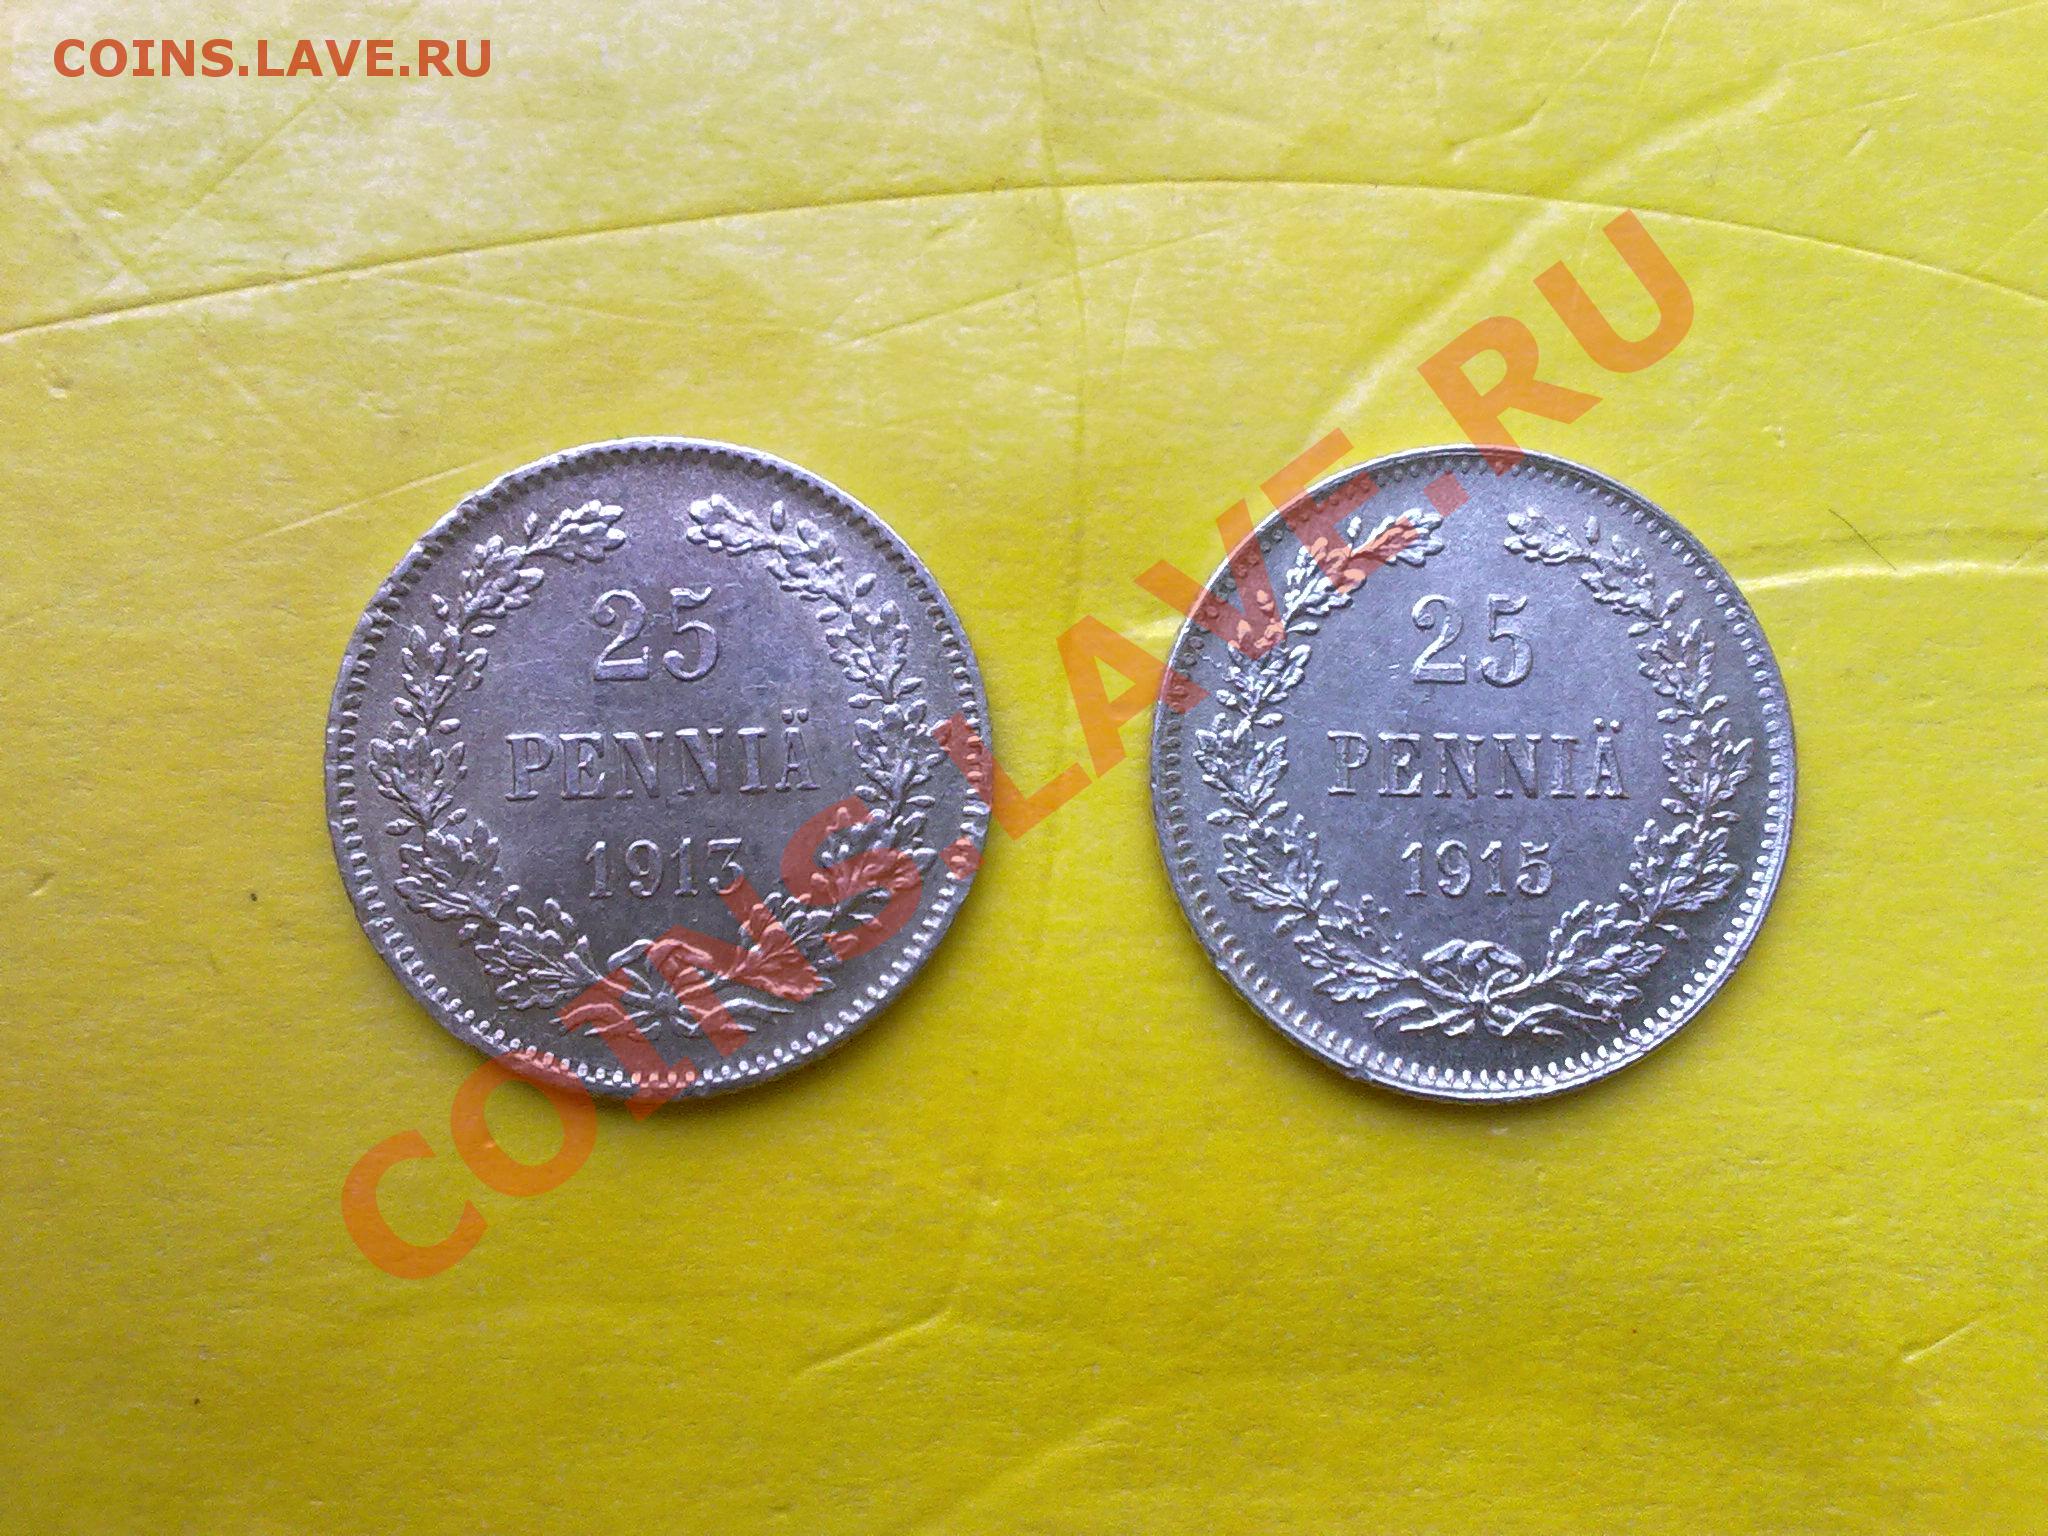 COINS.LAVE.RU
25
PENNIÄ
1913
25
PENNIÄ
1915
COINS.LAVE.RU